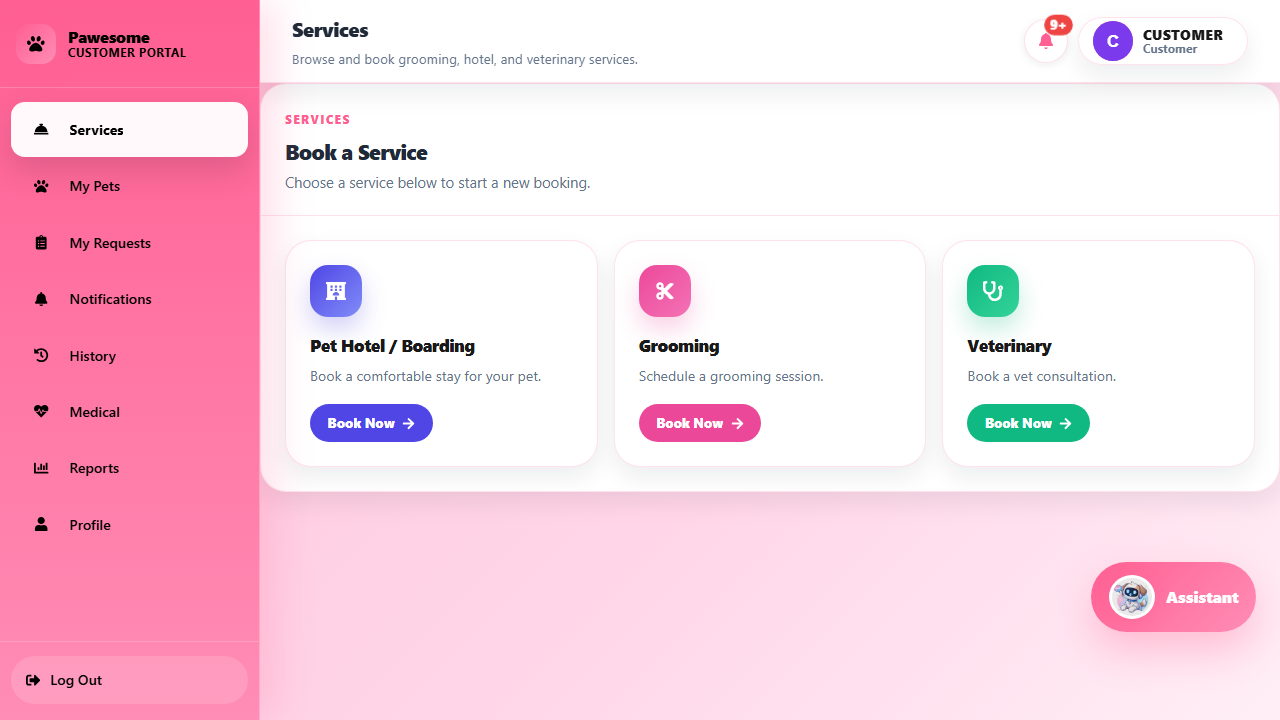 Pawesome
CUSTOMER PORTAL
Services
My Pets
My Requests
Notifications
History
Medical
Reports
Profile
Log Out
Services
Browse and book grooming, hotel, and veterinary services.
9+
C
CUSTOMER
Customer
SERVICES
Book a Service
Choose a service below to start a new booking.
Pet Hotel / Boarding
Book a comfortable stay for your pet.
Book Now →
Grooming
Schedule a grooming session.
Book Now →
Veterinary
Book a vet consultation.
Book Now →
Assistant